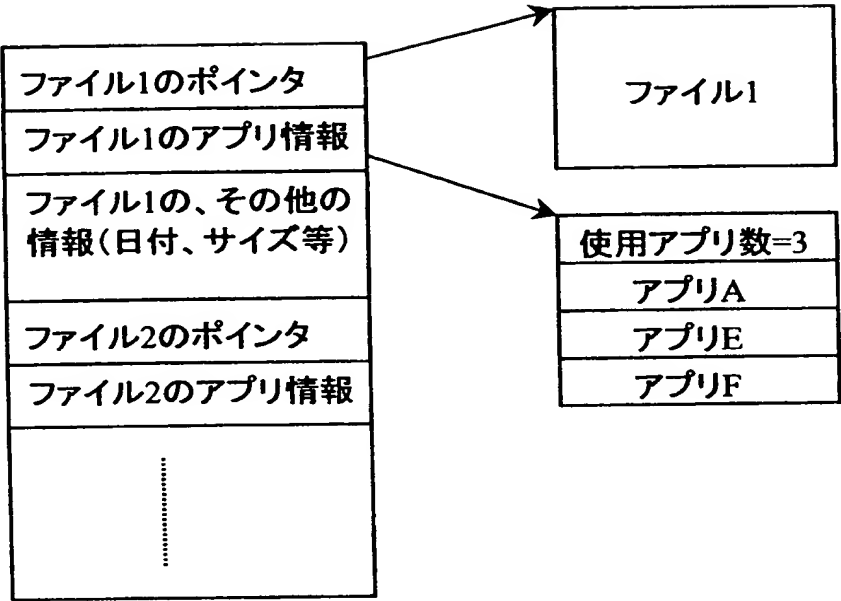 ファイル1のポインタ
ファイル1のアプリ情報
ファイル1の、その他の
情報(日付、サイズ等)
ファイル2のポインタ
ファイル2のアプリ情報
ファイル1
使用アプリ数=3
アプリA
アプリE
アプリF